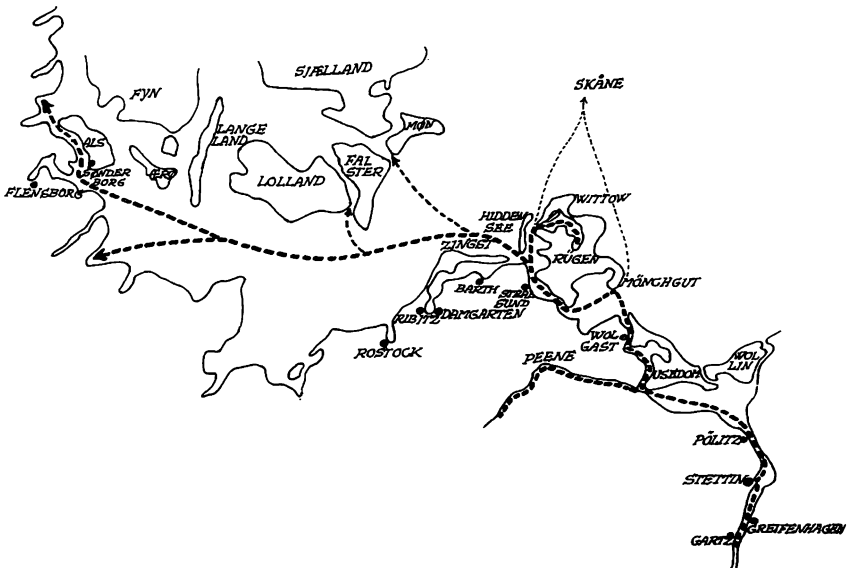 SJÆLLAND
SKÅNE
FYN
LANGE
LAND
MØN
ALS
FAL
STER
SØNDER
BORG
ÆRØ
LOLLAND
FLENSBORG
HIDDEN
SEE
WITTOW
ZINGST
RÜGEN
BARTH
STRAL
SUND
MÖNCHGUT
RIBITZ
DAMGARTEN
ROSTOCK
WOL
GAST
PEENE
WOL
LIN
USEDOM
PÖLITZ
STETTIN
GREIFENHAGEN
GARTZ